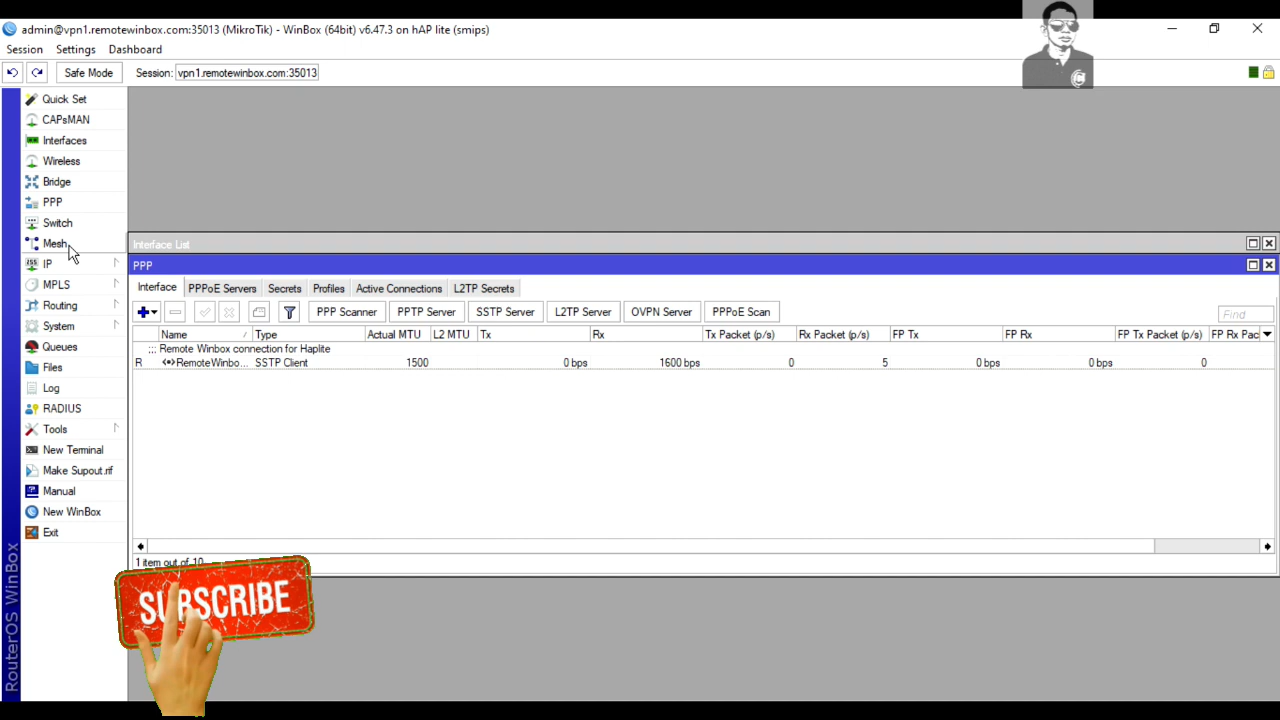 admin@vpn1.remotewinbox.com:35013 (MikroTik) - WinBox (64bit) v6.47.3 on hAP lite (smips)
Session Settings Dashboard
Safe Mode Session: vpn1.remotewinbox.com:35013
Quick Set
CAPsMAN
Interfaces
Wireless
Bridge
PPP
Switch
Mesh
IP
MPLS
Routing
System
Queues
Files
Log
RADIUS
Tools
New Terminal
Make Supout.rif
Manual
New WinBox
Exit
RouterOS WinBox
Interface List
PPP
Interface PPPoE Servers Secrets Profiles Active Connections L2TP Secrets
PPP Scanner PPTP Server SSTP Server L2TP Server OVPN Server PPPoE Scan Find
Name Type Actual MTU L2 MTU Tx Rx Tx Packet (p/s) Rx Packet (p/s) FP Tx FP Rx FP Tx Packet (p/s) FP Rx Pac
::: Remote Winbox connection for Haplite
R RemoteWinbo... SSTP Client 1500 0 bps 1600 bps 0 5 0 bps 0 bps 0
1 item out of 10
SUBSCRIBE